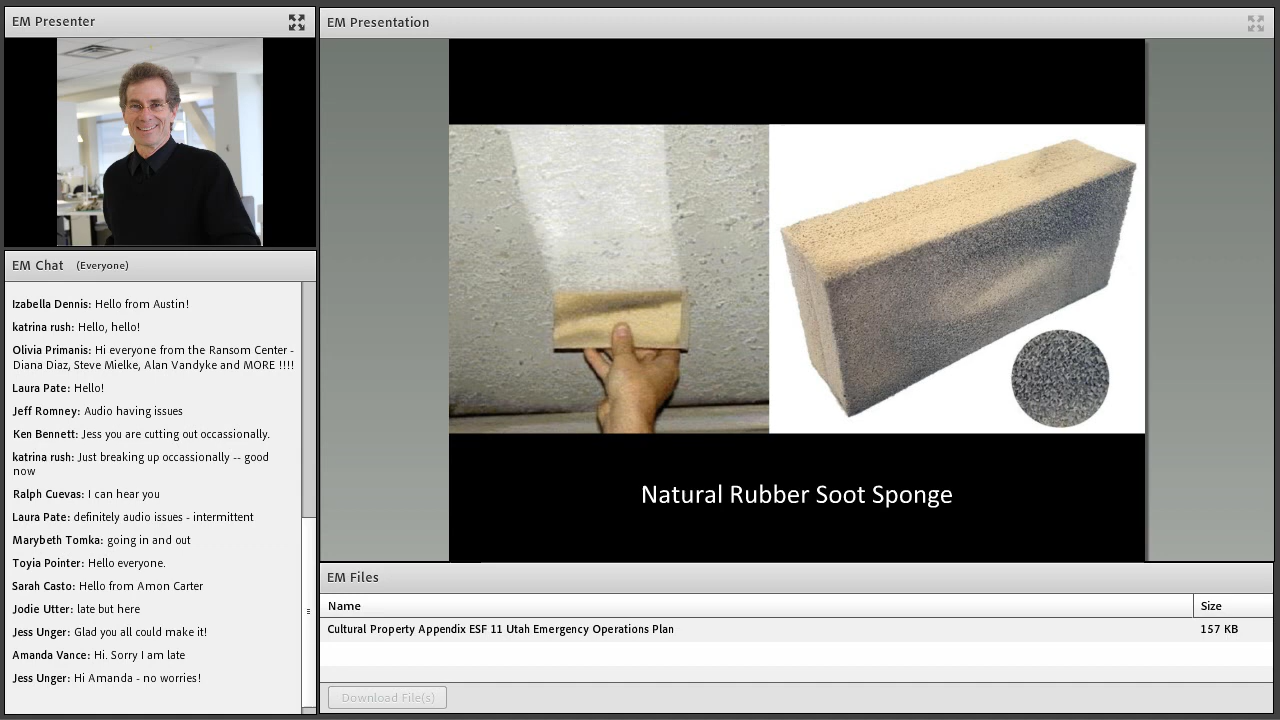 EM Presenter
EM Chat (Everyone)
Izabella Dennis: Hello from Austin!
katrina rush: Hello, hello!
Olivia Primanis: Hi everyone from the Ransom Center -
Diana Diaz, Steve Mielke, Alan Vandyke and MORE !!!!
Laura Pate: Hello!
Jeff Romney: Audio having issues
Ken Bennett: Jess you are cutting out occassionally.
katrina rush: Just breaking up occassionally -- good
now
Ralph Cuevas: I can hear you
Laura Pate: definitely audio issues - intermittent
Marybeth Tomka: going in and out
Toyia Pointer: Hello everyone.
Sarah Casto: Hello from Amon Carter
Jodie Utter: late but here
Jess Unger: Glad you all could make it!
Amanda Vance: Hi. Sorry I am late
Jess Unger: Hi Amanda - no worries!
EM Presentation
Natural Rubber Soot Sponge
EM Files
Name Size
Cultural Property Appendix ESF 11 Utah Emergency Operations Plan 157 KB
Download File(s)